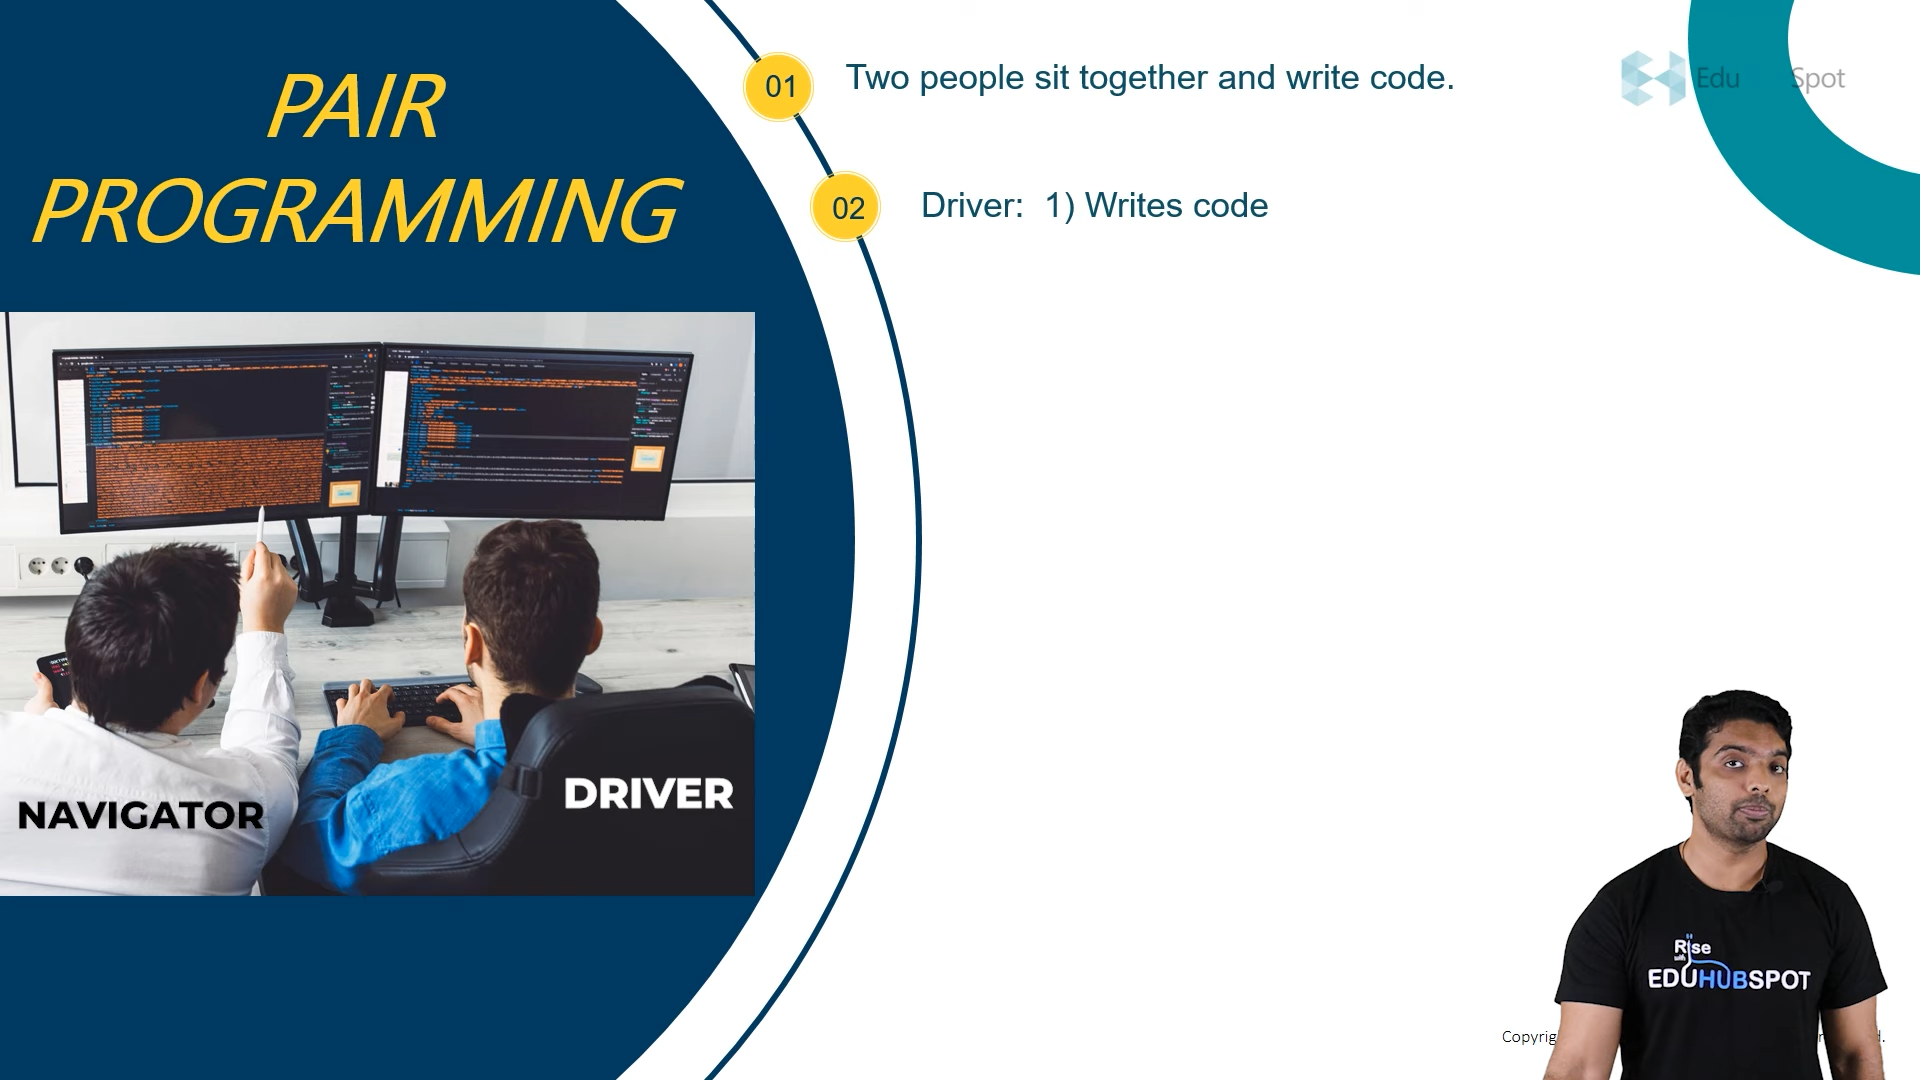 PAIR
PROGRAMMING
01
Two people sit together and write code.
Edu Spot
02
Driver: 1) Writes code
NAVIGATOR
DRIVER
Rise
with
EDUHUBSPOT